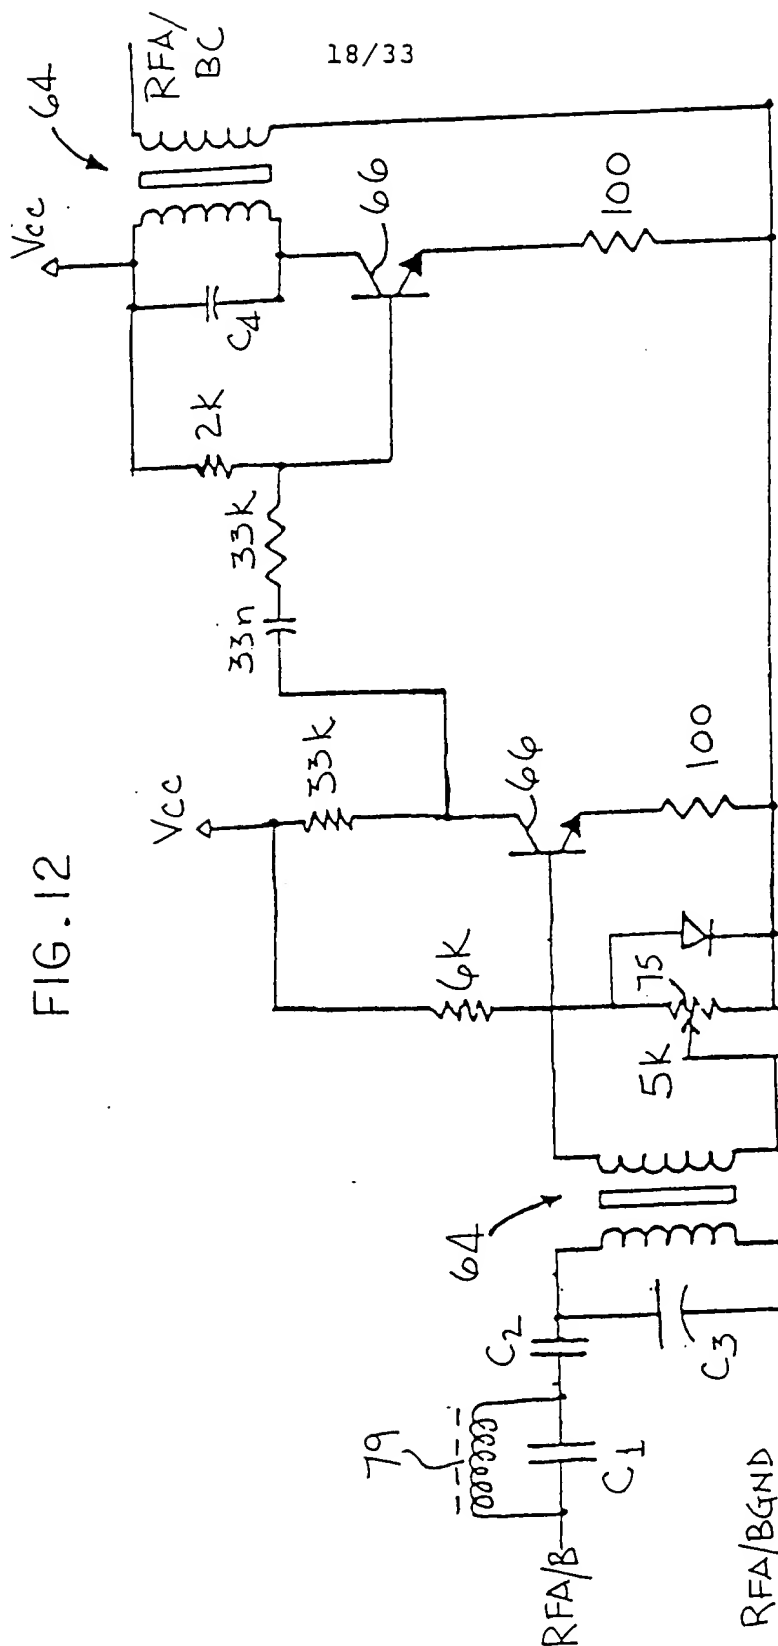 18/33
FIG. 12
RFA/B
RFA/BGND
79
C1
C2
C3
64
6K
5K
75
Vcc
33K
66
100
33n
33K
2K
C4
Vcc
66
100
64
RFA/
BC